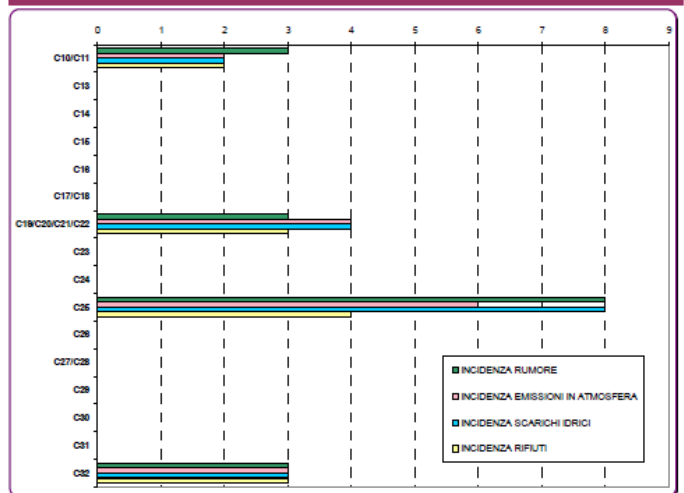 0 1 2 3 4 5 6 7 8 9
C10/C11
C13
C14
C15
C16
C17/C18
C19/C20/C21/C22
C23
C24
C25
C26
C27/C28
C29
C30
C31
C32
INCIDENZA RUMORE
INCIDENZA EMISSIONI IN ATMOSFERA
INCIDENZA SCARICHI IDRICI
INCIDENZA RIFIUTI